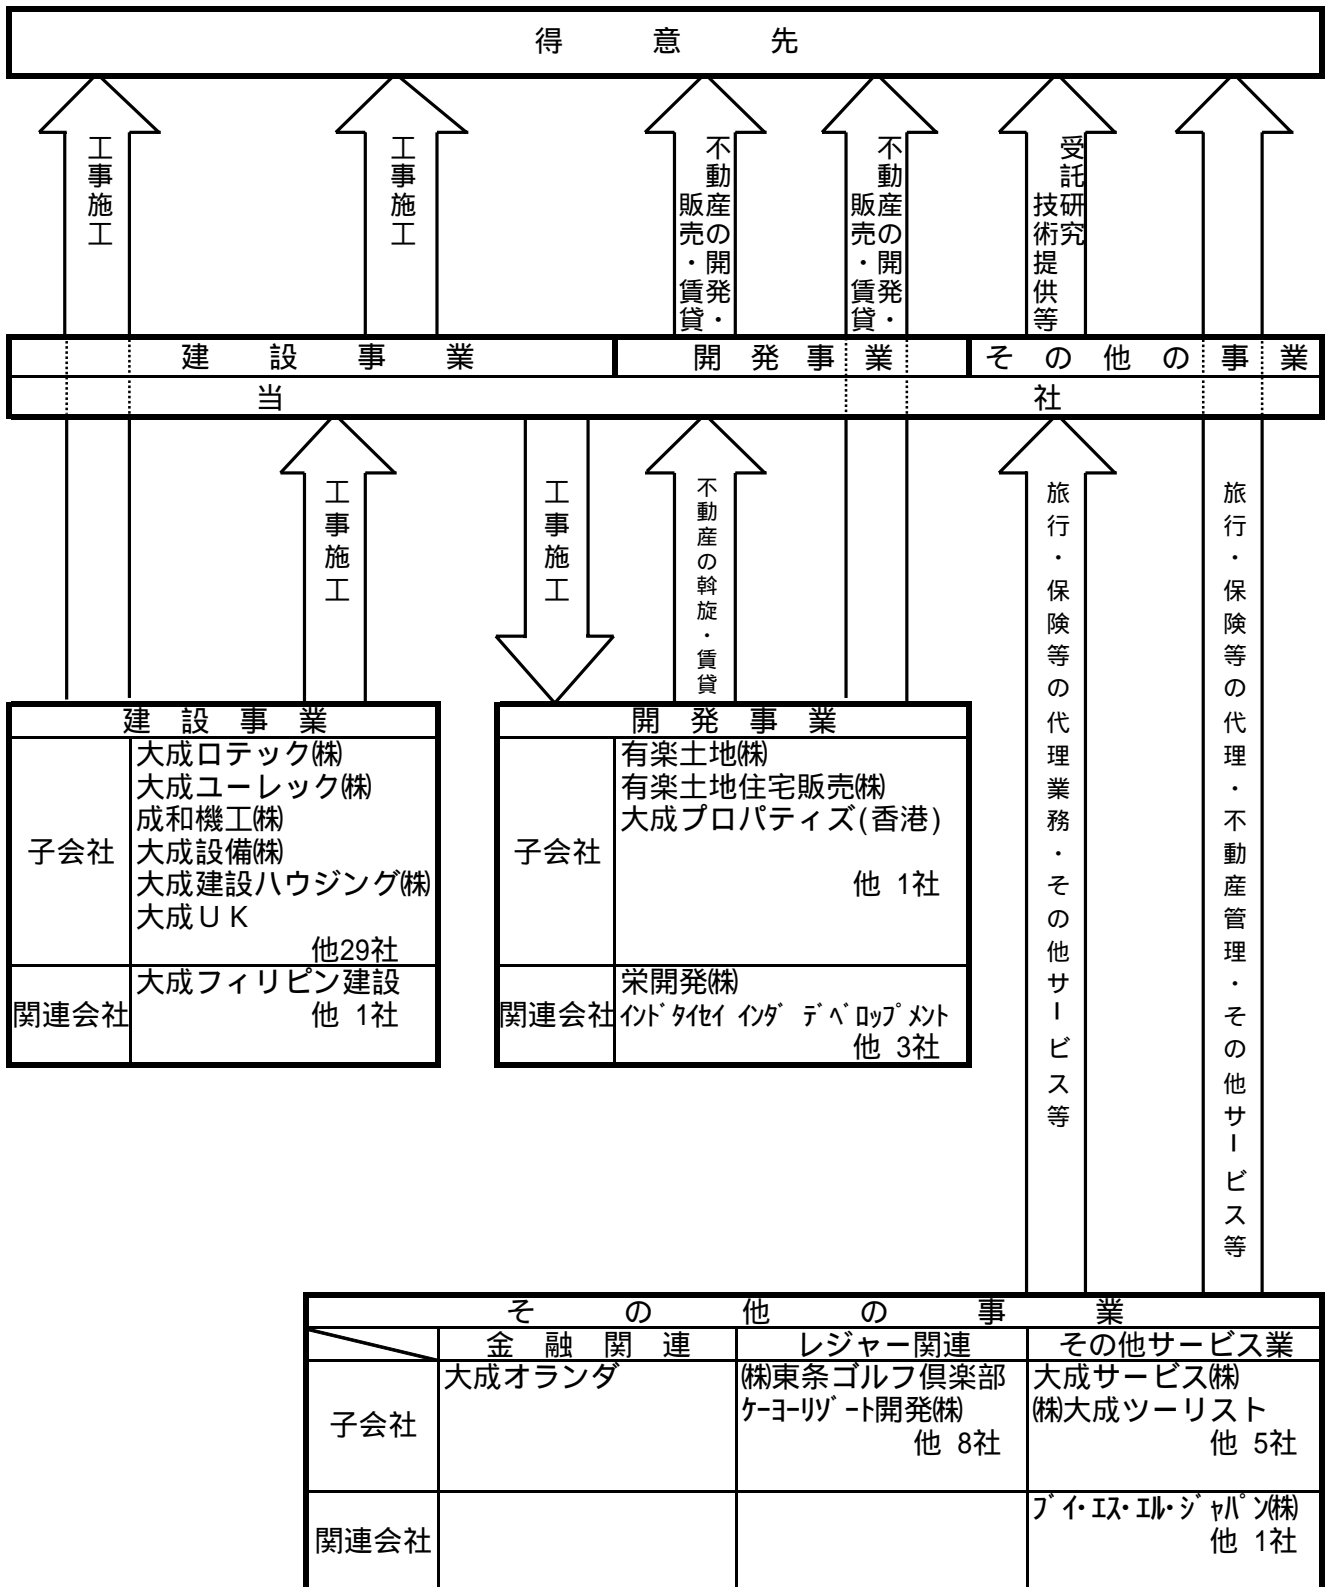 得意先
工事施工
工事施工
不動産の開発・
販売・賃貸
不動産の開発・
販売・賃貸
受託研究
技術提供等
建設事業
開発事業
その他の事業
当社
工事施工
工事施工
不動産の斡旋・賃貸
旅行・保険等の代理業務・その他サービス等
旅行・保険等の代理・不動産管理・その他サービス等
建設事業
子会社
大成ロテック㈱
大成ユーレック㈱
成和機工㈱
大成設備㈱
大成建設ハウジング㈱
大成UK
他29社
関連会社
大成フィリピン建設
他 1社
開発事業
子会社
有楽土地㈱
有楽土地住宅販売㈱
大成プロパティズ(香港)
他 1社
関連会社
栄開発㈱
ｲﾝﾄﾞﾀｲｾｲ ｲﾝﾀﾞ ﾃﾞﾍﾞﾛｯﾌﾟﾒﾝﾄ
他 3社
その他の事業
金融関連
レジャー関連
その他サービス業
子会社
大成オランダ
㈱東条ゴルフ倶楽部
ｹｰﾖｰﾘｿﾞｰﾄ開発㈱
他 8社
大成サービス㈱
㈱大成ツーリスト
他 5社
関連会社
ﾌﾞｲ･ｴｽ･ｴﾙ･ｼﾞｬﾊﾟﾝ㈱
他 1社